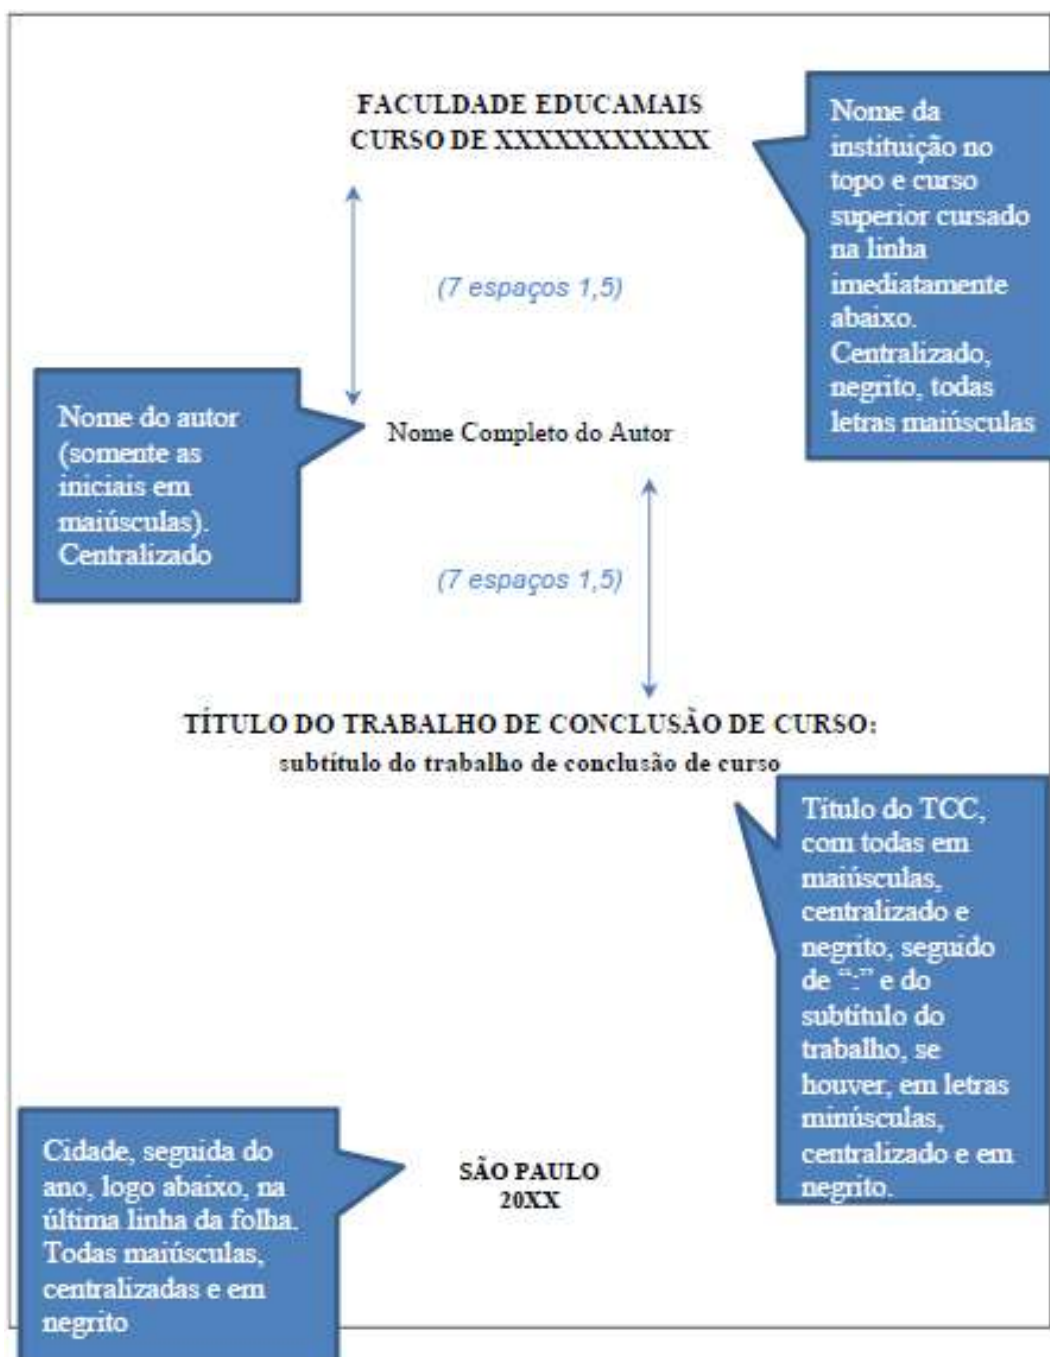 FACULDADE EDUCAMAIS
CURSO DE XXXXXXXXXXX
Nome da
instituição no
topo e curso
superior cursado
na linha
imediatamente
abaixo.
Centralizado,
negrito, todas
letras maiúsculas
(7 espaços 1,5)
Nome do autor
(somente as
iniciais em
maiúsculas).
Centralizado
Nome Completo do Autor
(7 espaços 1,5)
TÍTULO DO TRABALHO DE CONCLUSÃO DE CURSO:
subtítulo do trabalho de conclusão de curso
Título do TCC,
com todas em
maiúsculas,
centralizado e
negrito, seguido
de “:” e do
subtítulo do
trabalho, se
houver, em letras
minúsculas,
centralizado e em
negrito.
Cidade, seguida do
ano, logo abaixo, na
última linha da folha.
Todas maiúsculas,
centralizadas e em
negrito
SÃO PAULO
20XX